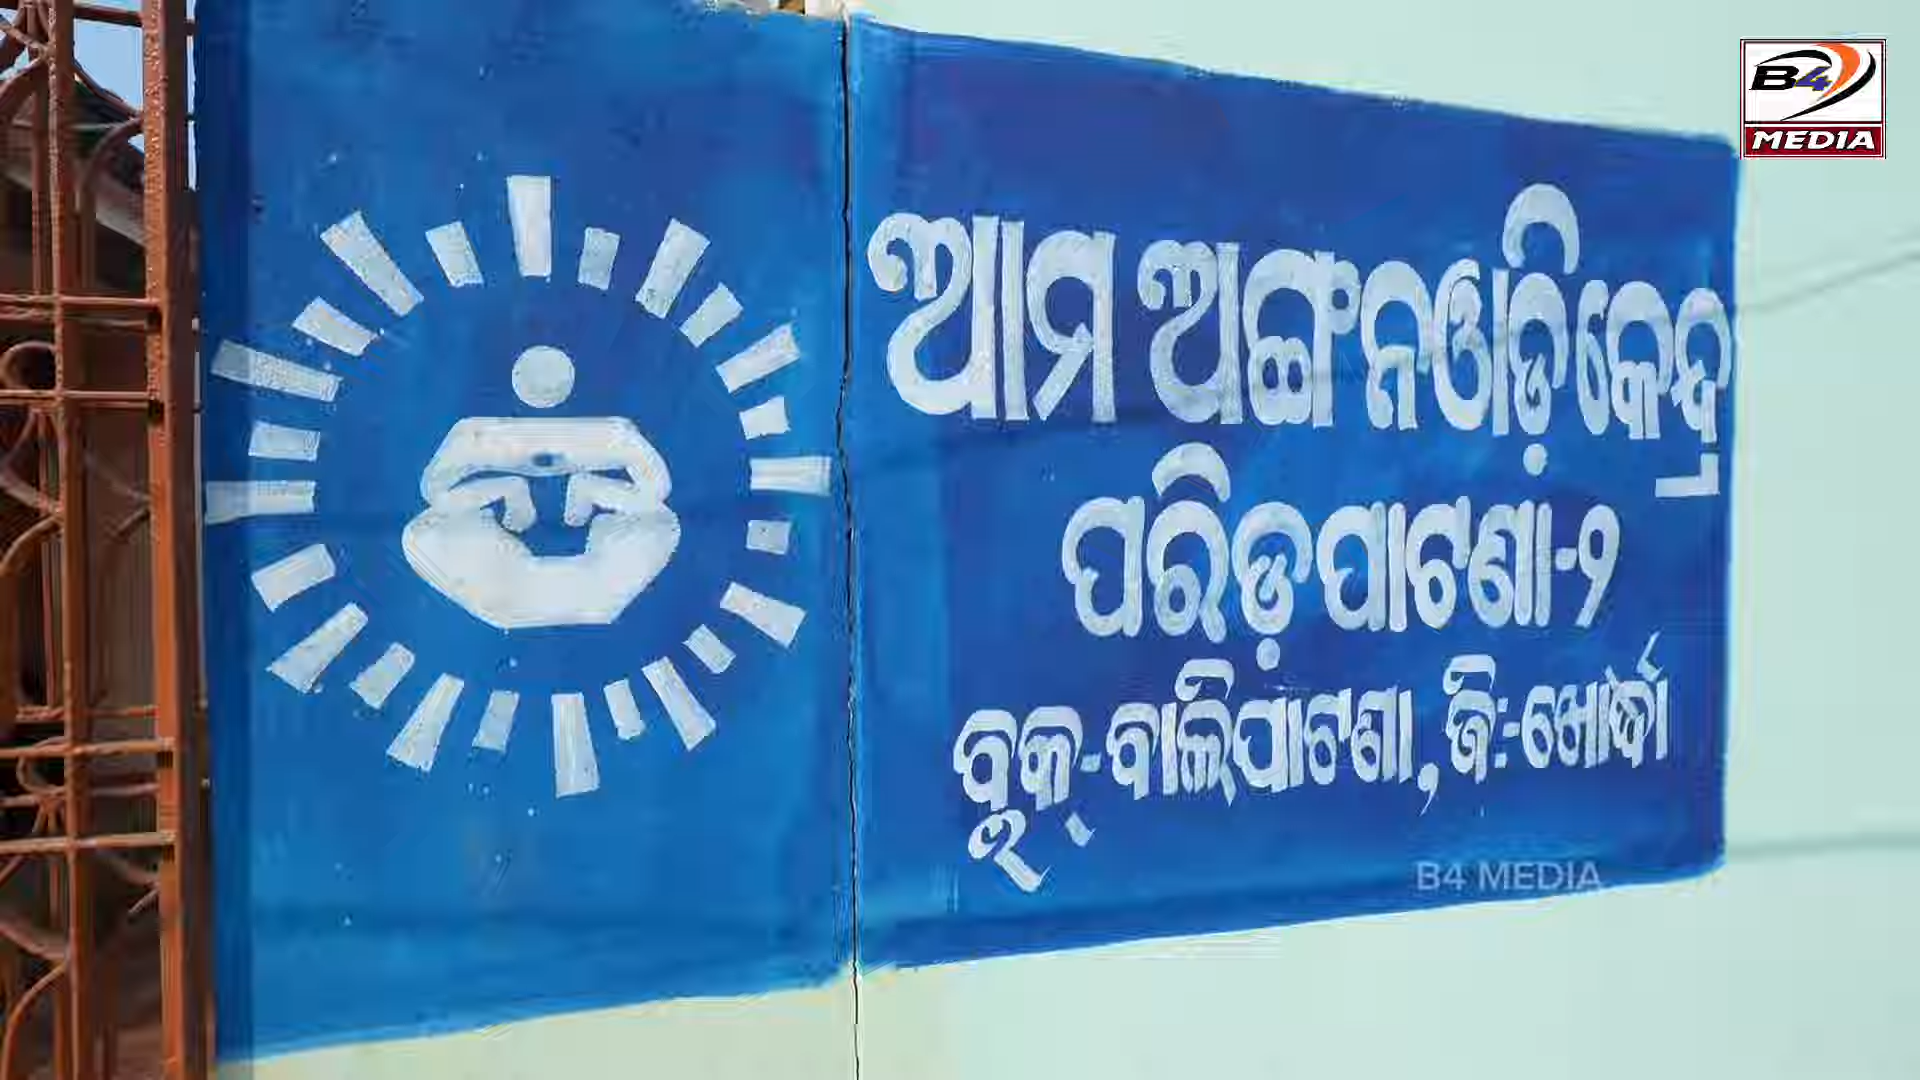 B4
MEDIA
ଆମ ଅଙ୍ଗନୱାଡ଼ି କେନ୍ଦ୍ର
ପରିଡ଼ାପାଟଣା-୨
ବ୍ଲକ୍-ବାଲିପାଟଣା, ଜି:-ଖୋର୍ଦ୍ଧା
B4 MEDIA